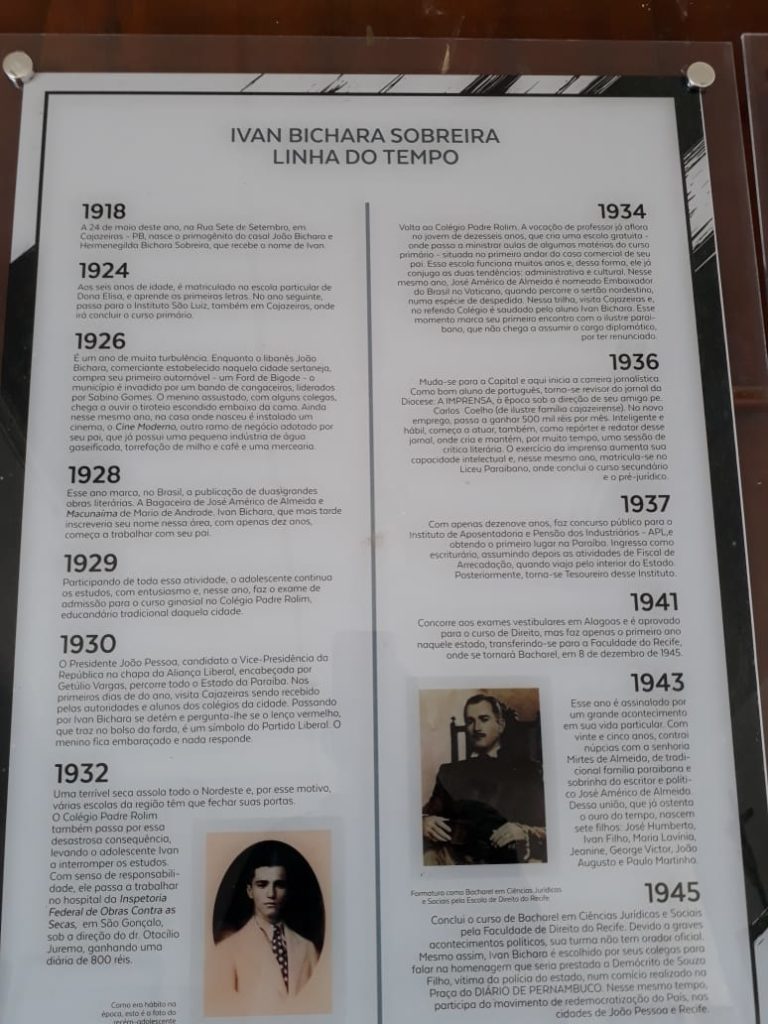 IVAN BICHARA SOBREIRA
LINHA DO TEMPO
1918
A 24 de maio deste ano, na Rua Sete de Setembro, em
Cajazeiras - PB, nasce o primogênito do casal João Bichara e
Hermenegilda Bichara Sobreira, que recebe o nome de Ivan.
1924
Aos seis anos de idade, é matriculado na escola particular de
Dona Elisa, e aprende as primeiras letras. No ano seguinte,
passa para o Instituto São Luiz, também em Cajazeiras, onde
irá concluir o curso primário.
1926
É um ano de muita turbulência. Enquanto o libanês João
Bichara, comerciante estabelecido naquela cidade sertaneja,
compra seu primeiro automóvel - um Ford de Bigode - o
município é invadido por um bando de cangaceiros, liderados
por Sabino Gomes. O menino assustado, com alguns colegas,
chega a ouvir o tiroteio escondido embaixo da cama. Ainda
nesse mesmo ano, na casa onde nasceu é instalado um
cinema, o Cine Moderno, outro ramo de negócio adotado por
seu pai, que já possui uma pequena indústria de água
gaseificada, torrefação de milho e café e uma mercearia.
1928
Esse ano marca, no Brasil, a publicação de duasigrandes
obras literárias. A Bagaceira de José Américo de Almeida e
Macunaíma de Mario de Andrade. Ivan Bichara, que mais tarde
inscreveria seu nome nessa área, com apenas dez anos,
começa a trabalhar com seu pai.
1929
Participando de toda essa atividade, o adolescente continua
os estudos, com entusiasmo e, nesse ano, faz o exame de
admissão para o curso ginasial no Colégio Padre Rolim,
educandário tradicional daquela cidade.
1930
O Presidente João Pessoa, candidato a Vice-Presidência da
República na chapa da Aliança Liberal, encabeçada por
Getúlio Vargas, percorre todo o Estado da Paraíba. Nos
primeiros dias de do ano, visita Cajazeiras sendo recebido
pelas autoridades e alunos dos colégios da cidade. Passando
por Ivan Bichara se detém e pergunta-lhe se o lenço vermelho,
que traz no bolso da farda, é um símbolo do Partido Liberal. O
menino fica embaraçado e nada responde.
1932
Uma terrível seca assola todo o Nordeste e, por esse motivo,
várias escolas da região têm que fechar suas portas.
O Colégio Padre Rolim
também passa por essa
desastrosa consequência,
levando o adolescente Ivan
a interromper os estudos.
Com senso de responsabili-
dade, ele passa a trabalhar
no hospital da Inspetoria
Federal de Obras Contra as
Secas, em São Gonçalo,
sob a direção do dr. Otacílio
Jurema, ganhando uma
diária de 800 réis.
Como era hábito na
época, esta é a foto do
recém-adolescente
1934
Volta ao Colégio Padre Rolim. A vocação de professor já aflora
no jovem de dezesseis anos, que cria uma escola gratuita -
onde passa a ministrar aulas de algumas matérias do curso
primário - situada no primeiro andar da casa comercial de seu
pai. Essa escola funciona muitos anos e, dessa forma, ele já
conjuga as duas tendências: administrativa e cultural. Nesse
mesmo ano, José Américo de Almeida é nomeado Embaixador
do Brasil no Vaticano, quando percorre o sertão nordestino,
numa espécie de despedida. Nessa trilha, visita Cajazeiras e,
no referido Colégio é saudado pelo aluno Ivan Bichara. Esse
momento marca seu primeiro encontro com o ilustre parai-
bano, que não chega a assumir o cargo diplomático,
por ter renunciado.
1936
Muda-se para a Capital e aqui inicia a carreira jornalística.
Como bom aluno de português, torna-se revisor do jornal da
Diocese: A IMPRENSA, à época sob a direção de seu amigo pe.
Carlos Coelho (de ilustre família cajazeirense). No novo
emprego, passa a ganhar 500 mil réis por mês. Inteligente e
hábil, começa a atuar, também, como repórter e redator desse
jornal, onde cria e mantém, por muito tempo, uma sessão de
crítica literária. O exercício da imprensa aumenta sua
capacidade intelectual e, nesse mesmo ano, matricula-se no
Liceu Paraibano, onde conclui o curso secundário
e o pré-jurídico.
1937
Com apenas dezenove anos, faz concurso público para o
Instituto de Aposentadoria e Pensão dos Industriários - APL,e
obtendo o primeiro lugar na Paraíba. Ingressa como
escriturário, assumindo depois as atividades de Fiscal de
Arrecadação, quando viaja pelo interior do Estado.
Posteriormente, torna-se Tesoureiro desse Instituto.
1941
Concorre aos exames vestibulares em Alagoas e é aprovado
para o curso de Direito, mas faz apenas o primeiro ano
naquele estado, transferindo-se para a Faculdade do Recife,
onde se tornará Bacharel, em 8 de dezembro de 1945.
1943
Esse ano é assinalado por
um grande acontecimento
em sua vida particular. Com
vinte e cinco anos, contrai
núpcias com a senhoria
Mirtes de Almeida, de tradi-
cional família paraibana e
sobrinha do escritor e políti-
co José Américo de Almeida.
Dessa união, que já ostenta
o ouro do tempo, nascem
sete filhos: José Humberto,
Ivan Filho, Maria Lavínia,
Jeanine, George Victor, João
Augusto e Paulo Martinho.
Formatura como Bacharel em Ciências Jurídicas
e Sociais pela Escola de Direito do Recife
1945
Conclui o curso de Bacharel em Ciências Jurídicas e Sociais
pela Faculdade de Direito do Recife. Devido a graves
acontecimentos políticos, sua turma não tem orador oficial.
Mesmo assim, Ivan Bichara é escolhido por seus colegas para
falar na homenagem que seria prestada a Demócrito de Souza
Filho, vítima da polícia do estado, num comício realizado na
Praça do DIÁRIO DE PERNAMBUCO. Nesse mesmo tempo,
participa do movimento de redemocratização do País, nas
cidades de João Pessoa e Recife.